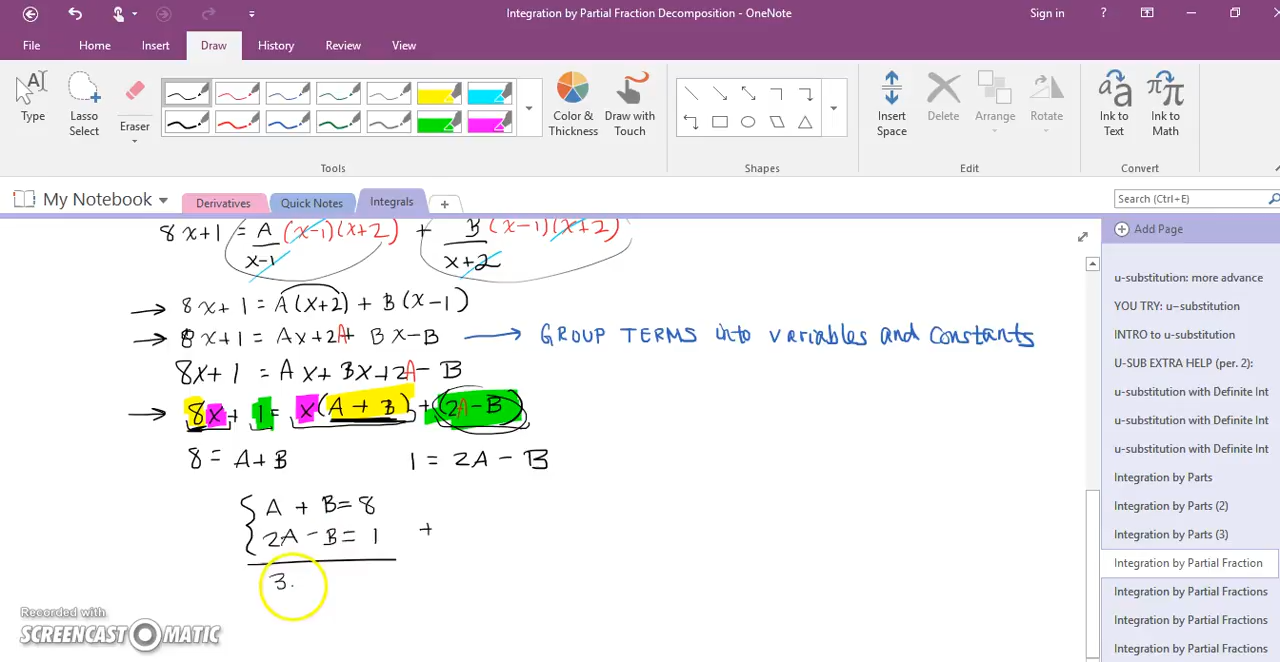 Integration by Partial Fraction Decomposition - OneNote
Sign in
?
File Home Insert Draw History Review View
Type
Lasso Select
Eraser
Color & Thickness
Draw with Touch
Insert Space
Delete
Arrange
Rotate
Ink to Text
Ink to Math
Tools
Shapes
Edit
Convert
My Notebook
Derivatives
Quick Notes
Integrals
+
Search (Ctrl+E)
Add Page
u-substitution: more advance
YOU TRY: u-substitution
INTRO to u-substitution
U-SUB EXTRA HELP (per. 2):
u-substitution with Definite Int
u-substitution with Definite Int
u-substitution with Definite Int
Integration by Parts
Integration by Parts (2)
Integration by Parts (3)
Integration by Partial Fraction
Integration by Partial Fractions
Integration by Partial Fractions
Integration by Partial Fractions
8x+1 = A/(x-1) (x-1)(x+2) + B/(x+2) (x-1)(x+2)
→ 8x+1 = A(x+2) + B(x-1)
→ 8x+1 = Ax+2A+ Bx-B → GROUP TERMS into variables and constants
8x+1 = Ax+Bx+2A-B
→ 8x+1 = x(A+B)+(2A-B)
8 = A+B 1 = 2A-B
{ A + B = 8
2A - B = 1 +
3
Recorded with
SCREENCAST-O-MATIC